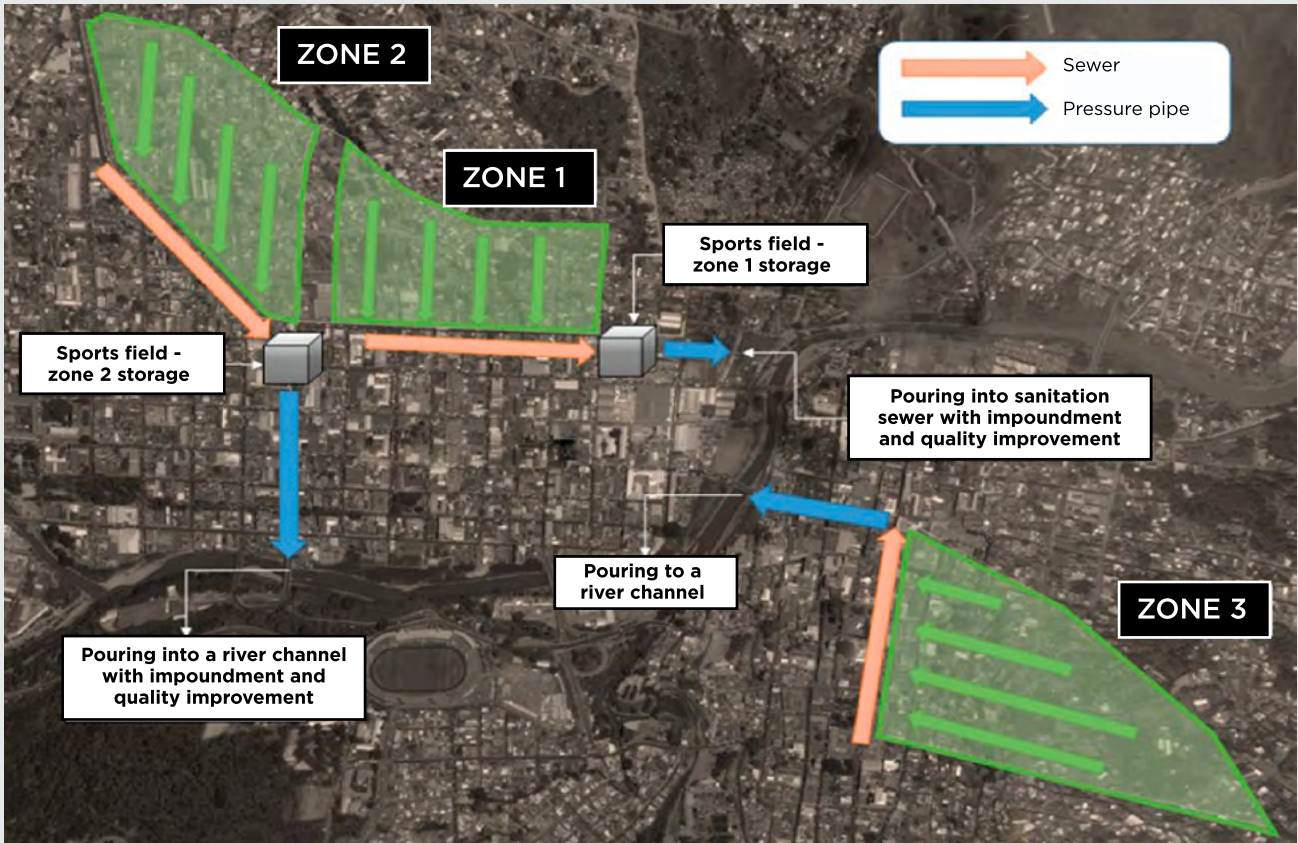 ZONE 2
Sewer
Pressure pipe
ZONE 1
Sports field -
zone 1 storage
Sports field -
zone 2 storage
Pouring into sanitation
sewer with impoundment
and quality improvement
Pouring to a
river channel
ZONE 3
Pouring into a river channel
with impoundment and
quality improvement